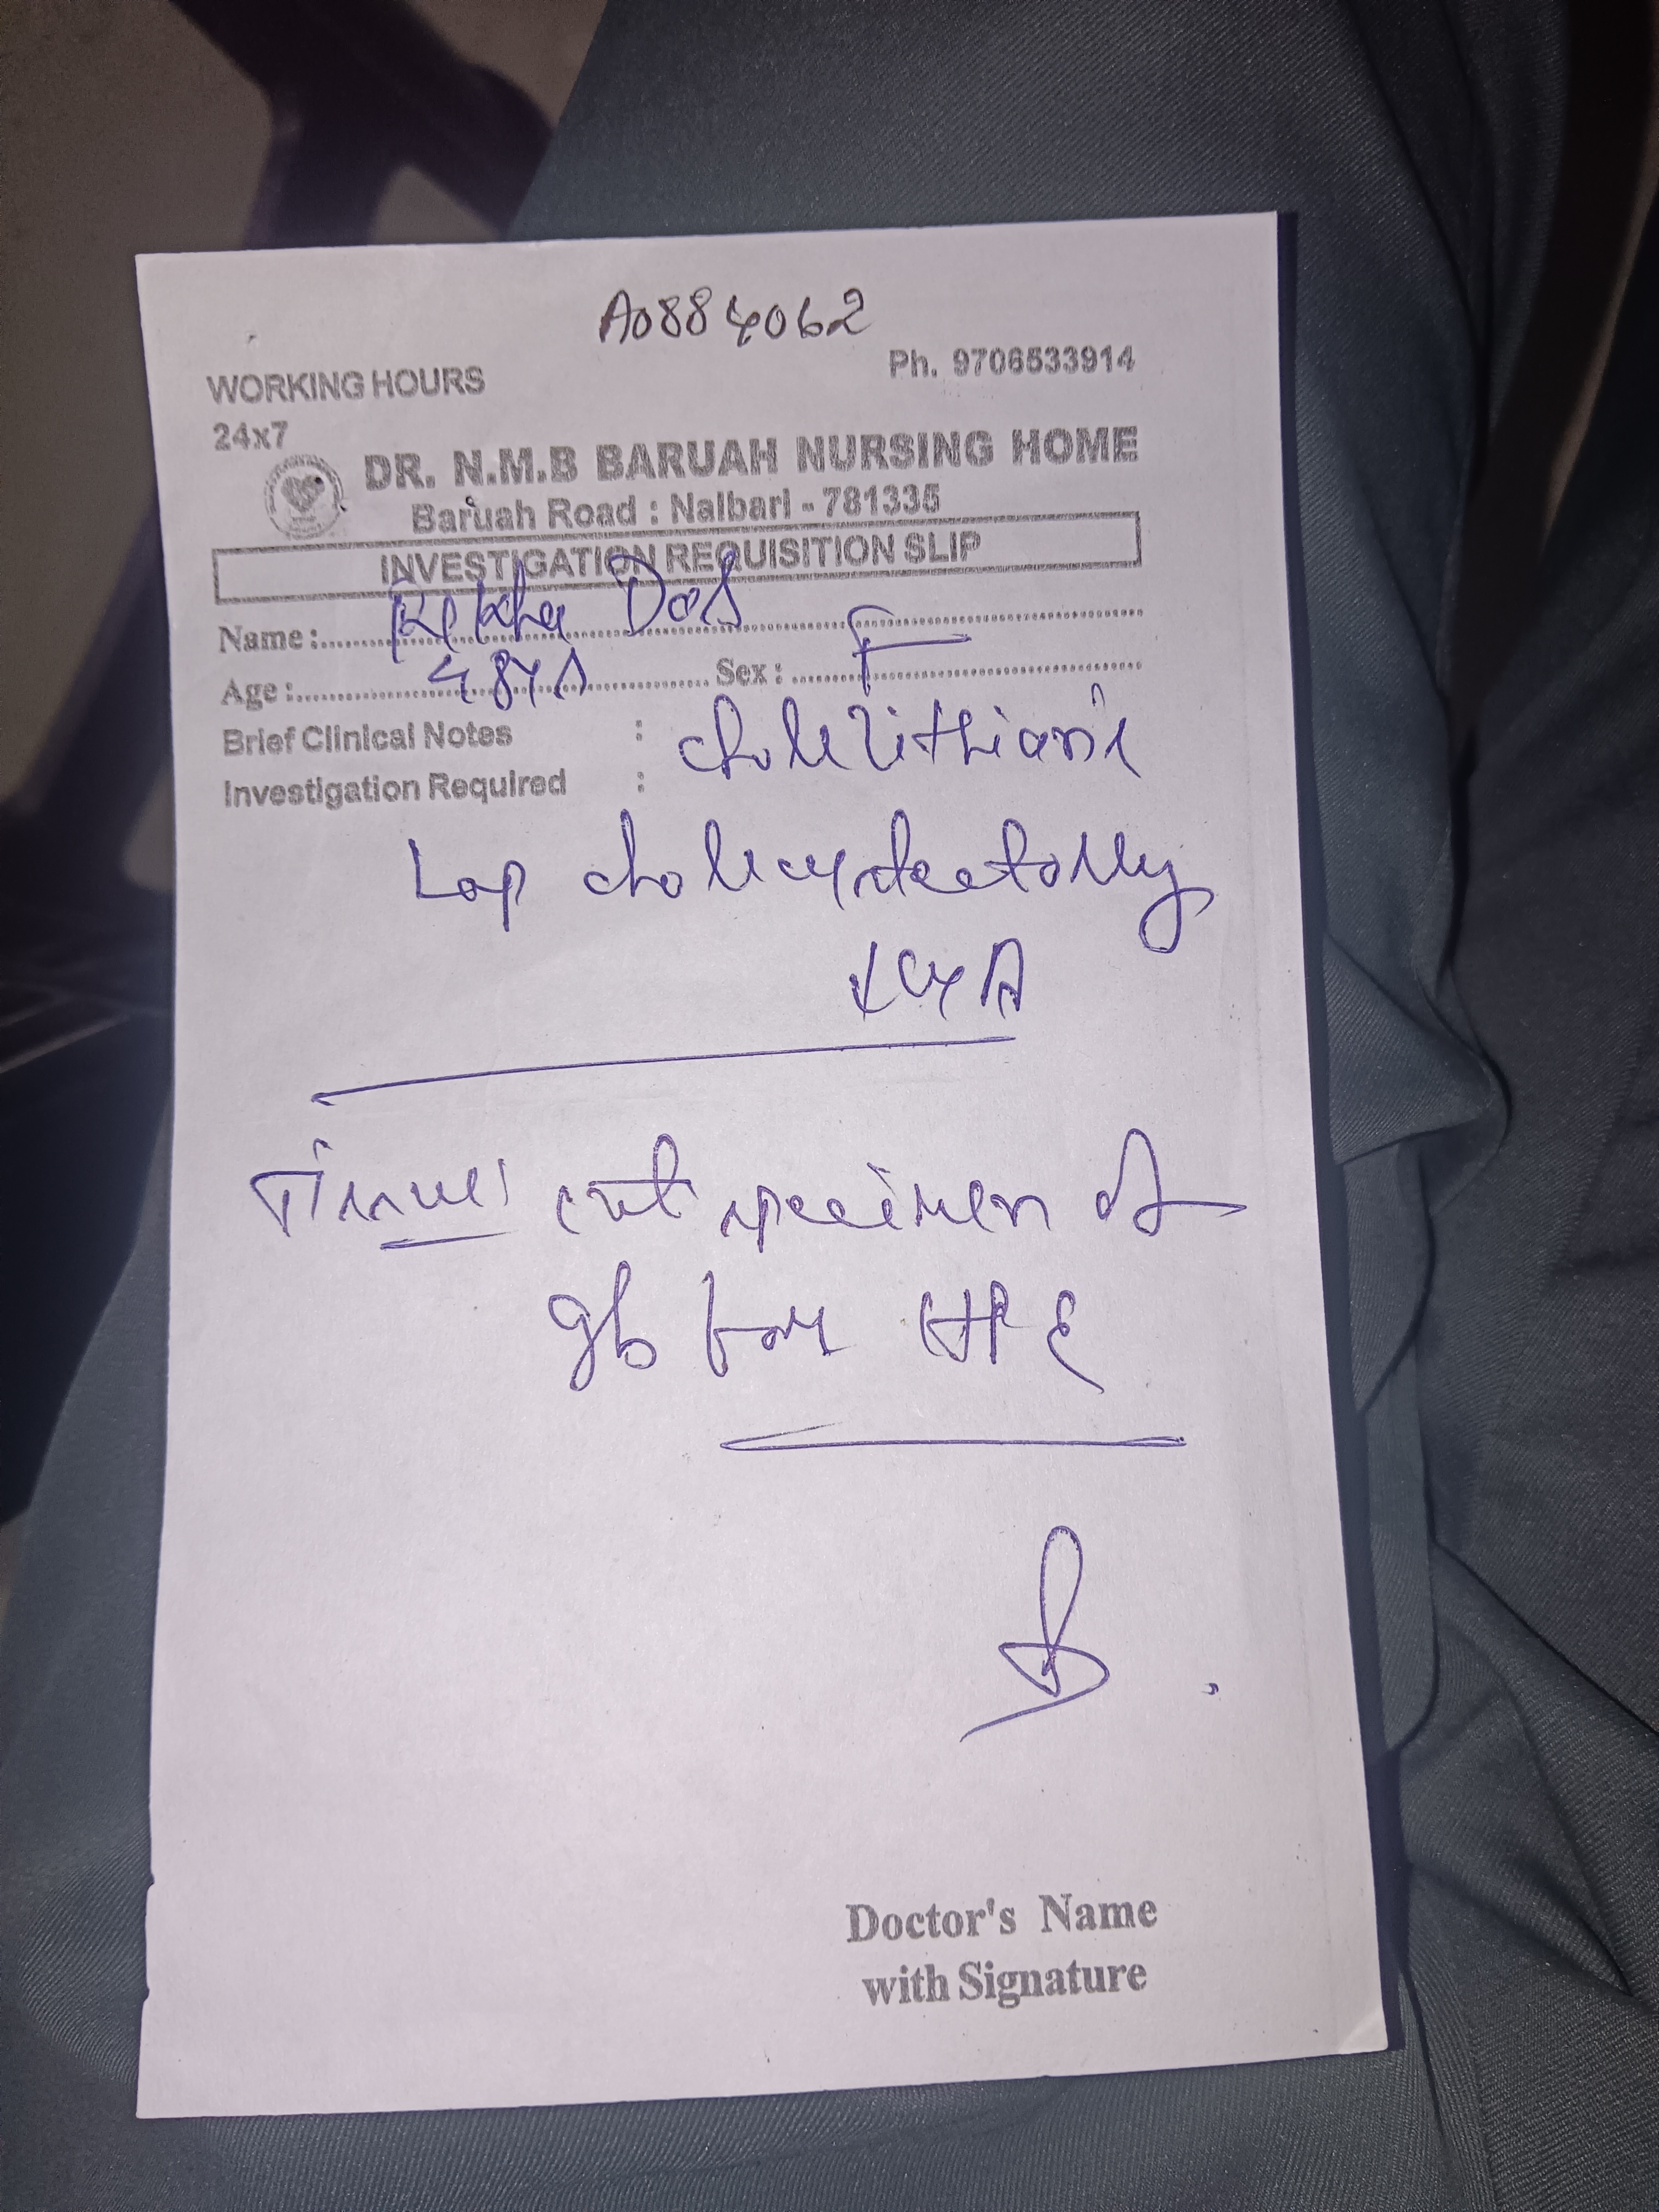 A0884062
WORKING HOURS Ph. 9706533914
24x7
DR. N.M.B BARUAH NURSING HOME
Baruah Road : Nalbari - 781335
INVESTIGATION REQUISITION SLIP
Name : Rekha Das
Age : 48 Y Sex : F
Brief Clinical Notes : cholelithiasis
Investigation Required :
Lap cholecystectomy
Tissue: cut specimen of
gb for HPE
Doctor's Name
with Signature